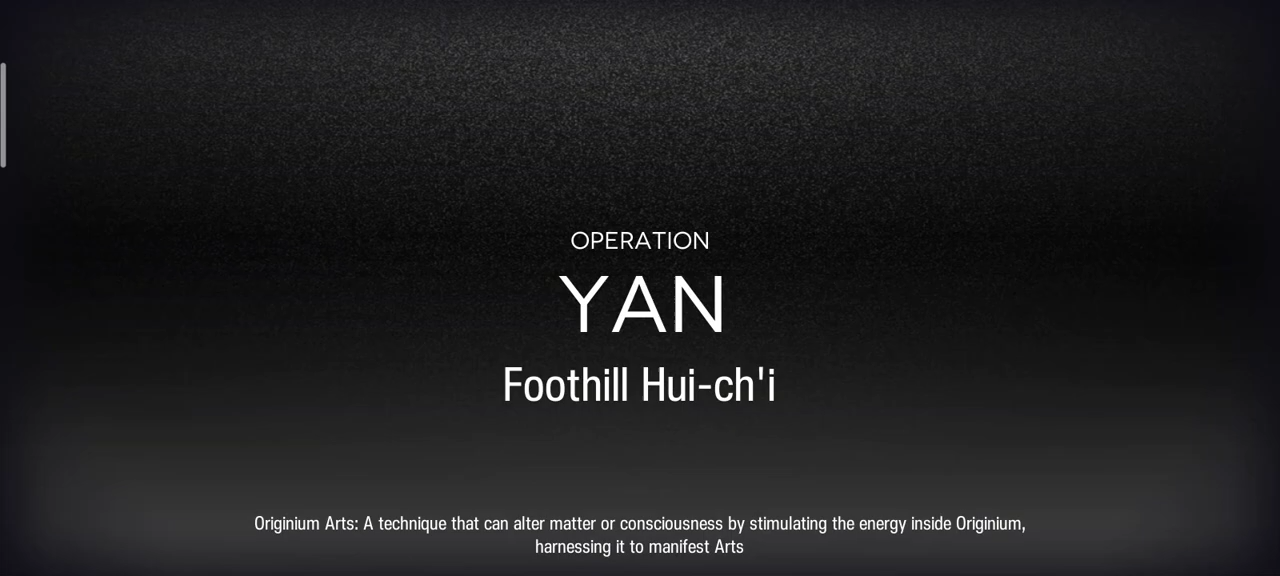 OPERATION
YAN
Foothill Hui-ch'i
Originium Arts: A technique that can alter matter or consciousness by stimulating the energy inside Originium,
harnessing it to manifest Arts